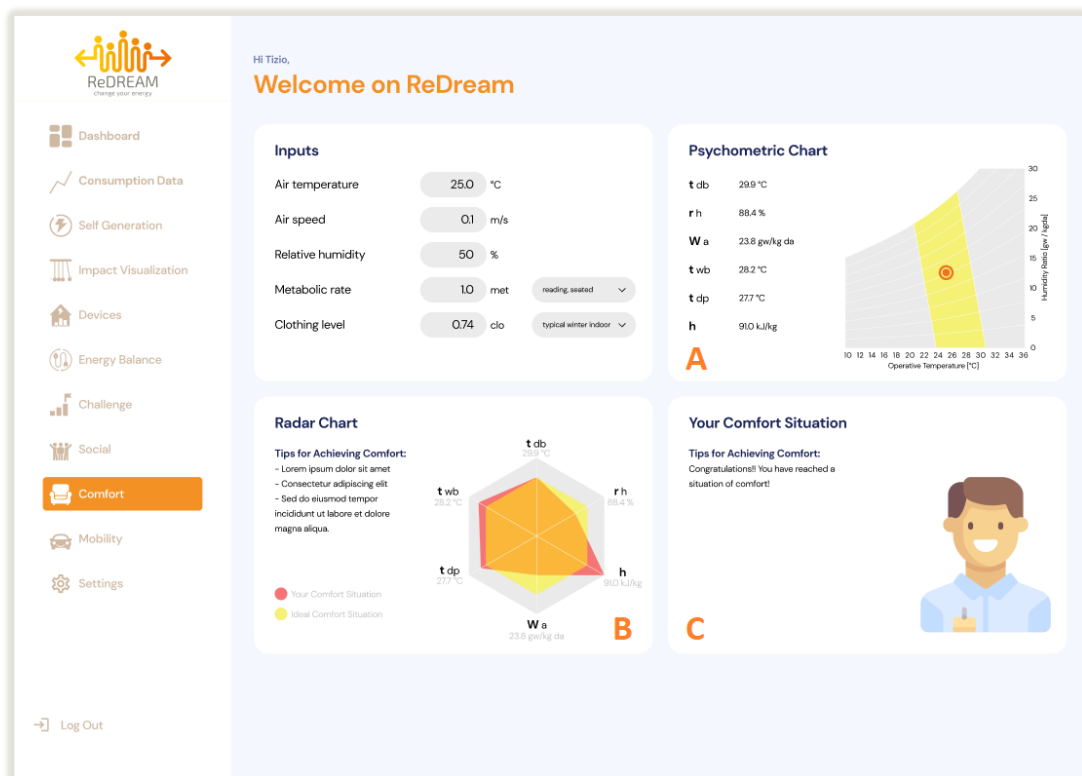 ReDREAM
change your energy
Dashboard
Consumption Data
Self Generation
Impact Visualization
Devices
Energy Balance
Challenge
Social
Comfort
Mobility
Settings
Log Out
Hi Tizio,
Welcome on ReDream
Inputs
Air temperature 25.0 °C
Air speed 0.1 m/s
Relative humidity 50 %
Metabolic rate 1.0 met reading, seated
Clothing level 0.74 clo typical winter indoor
Psychometric Chart
t db 29.9 °C
r h 88.4 %
W a 23.8 gw/kg da
t wb 28.2 °C
t dp 27.7 °C
h 91.0 kJ/kg
A
30
25
20
15
10
5
0
Humidity Ratio [gw / kgda]
10 12 14 16 18 20 22 24 26 28 30 32 34 36
Operative Temperature [°C]
Radar Chart
Tips for Achieving Comfort:
- Lorem ipsum dolor sit amet
- Consectetur adipiscing elit
- Sed do eiusmod tempor
incididunt ut labore et dolore
magna aliqua.
Your Comfort Situation
Ideal Comfort Situation
t db
29.9 °C
t wb
28.2 °C
r h
88.4 %
t dp
27.7 °C
h
91.0 kJ/kg
W a
23.8 gw/kg da
B
Your Comfort Situation
Tips for Achieving Comfort:
Congratulations!! You have reached a
situation of comfort!
C